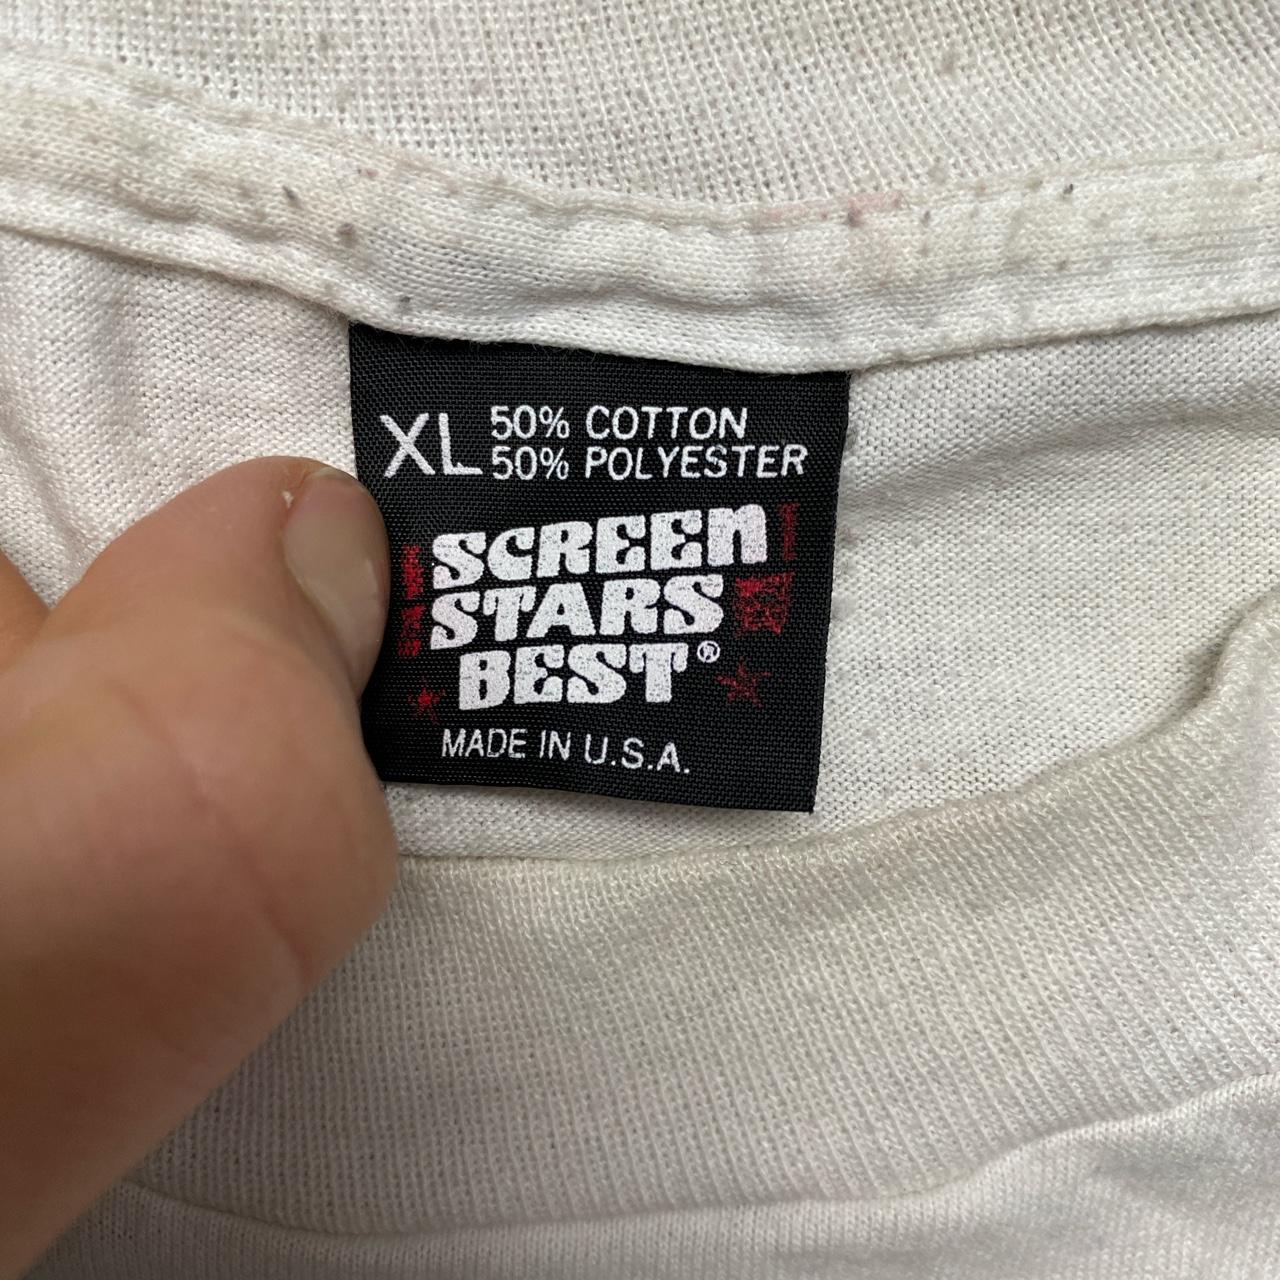 XL 50% COTTON
50% POLYESTER
SCREEN
STARS
BEST®
MADE IN U.S.A.